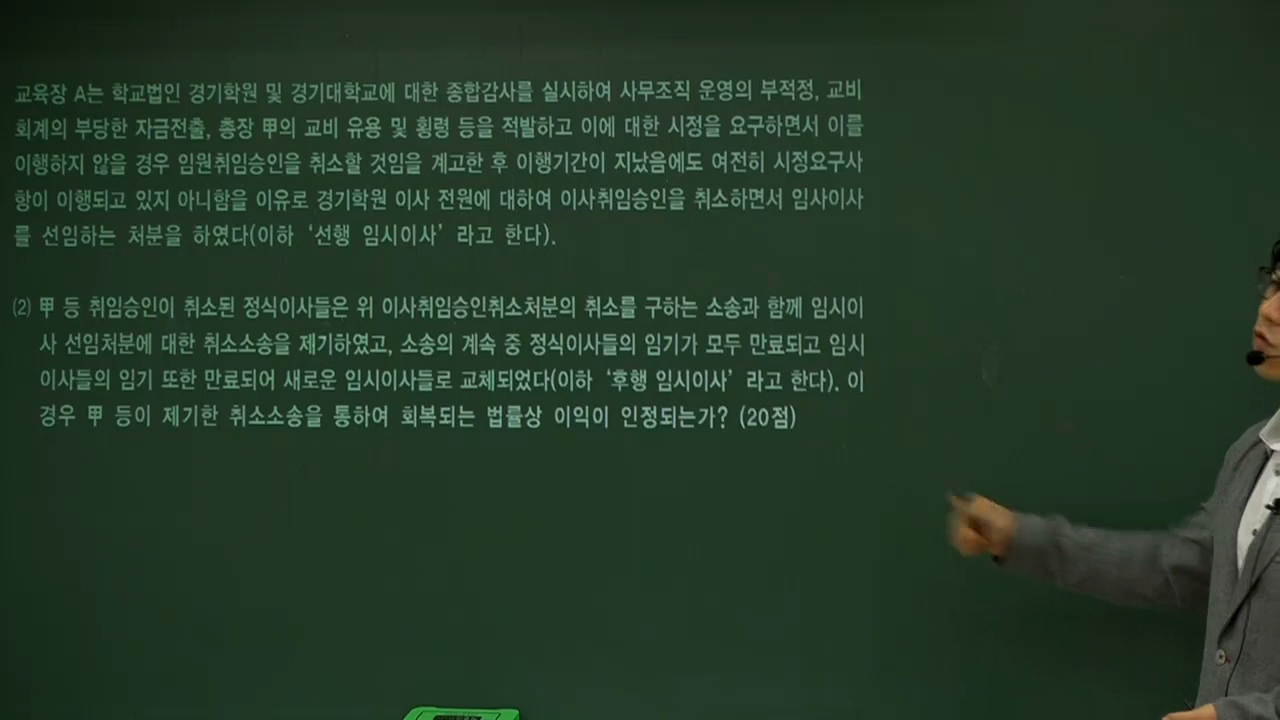 교육장 A는 학교법인 경기학원 및 경기대학교에 대한 종합감사를 실시하여 사무조직 운영의 부적정, 교비
회계의 부당한 자금전출, 총장 甲의 교비 유용 및 횡령 등을 적발하고 이에 대한 시정을 요구하면서 이를
이행하지 않을 경우 임원취임승인을 취소할 것임을 계고한 후 이행기간이 지났음에도 여전히 시정요구사
항이 이행되고 있지 아니함을 이유로 경기학원 이사 전원에 대하여 이사취임승인을 취소하면서 임사이사
를 선임하는 처분을 하였다(이하 ‘선행 임시이사’ 라고 한다).
(2) 甲 등 취임승인이 취소된 정식이사들은 위 이사취임승인취소처분의 취소를 구하는 소송과 함께 임시이
사 선임처분에 대한 취소소송을 제기하였고, 소송의 계속 중 정식이사들의 임기가 모두 만료되고 임시
이사들의 임기 또한 만료되어 새로운 임시이사들로 교체되었다(이하 ‘후행 임시이사’ 라고 한다). 이
경우 甲 등이 제기한 취소소송을 통하여 회복되는 법률상 이익이 인정되는가? (20점)